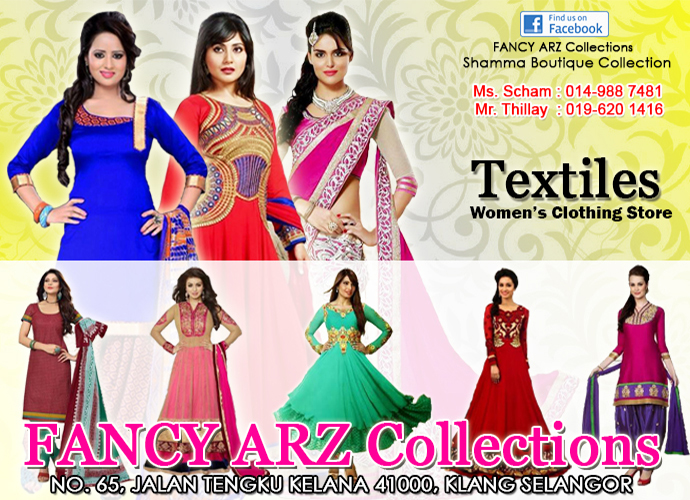 Find us on
Facebook
FANCY ARZ Collections
Shamma Boutique Collection
Ms. Scham : 014-988 7481
Mr. Thillay : 019-620 1416
Textiles
Women's Clothing Store
FANCY ARZ Collections
NO. 65, JALAN TENGKU KELANA 41000, KLANG SELANGOR